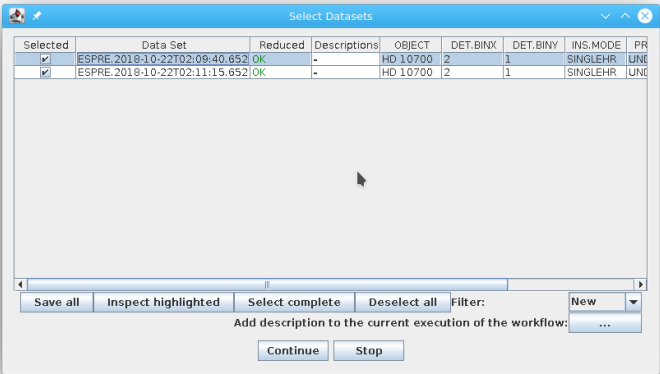 Select Datasets
Selected Data Set Reduced Descriptions OBJECT DET.BINX DET.BINY INS.MODE PR
ESPRE.2018-10-22T02:09:40.652 OK - HD 10700 2 1 SINGLEHR UND
ESPRE.2018-10-22T02:11:15.652 OK - HD 10700 2 1 SINGLEHR UND
Save all Inspect highlighted Select complete Deselect all Filter: New
Add description to the current execution of the workflow: ...
Continue Stop